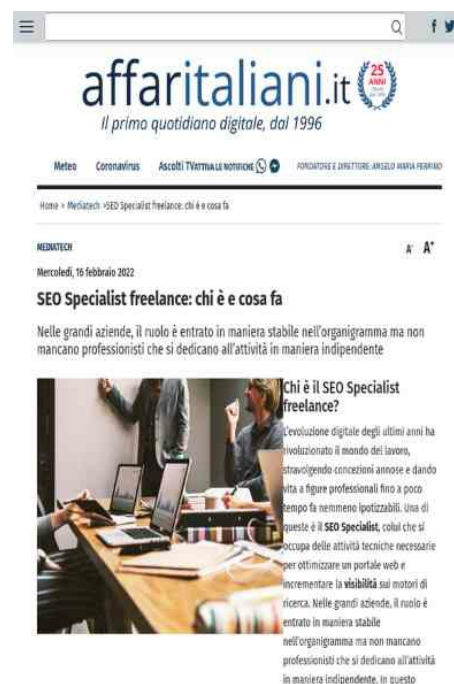 affaritaliani.it
25 ANNI
Il primo quotidiano digitale, dal 1996
Meteo Coronavirus Ascolti TV ATTIVA LE NOTIFICHE FONDATORE E DIRETTORE: ANGELO MARIA PERRINO
Home > Mediatech >SEO Specialist freelance: chi è e cosa fa
MEDIATECH A- A+
Mercoledì, 16 febbraio 2022
SEO Specialist freelance: chi è e cosa fa
Nelle grandi aziende, il ruolo è entrato in maniera stabile nell'organigramma ma non
mancano professionisti che si dedicano all'attività in maniera indipendente
Chi è il SEO Specialist
freelance?
L'evoluzione digitale degli ultimi anni ha
rivoluzionato il mondo del lavoro,
stravolgendo concezioni annose e dando
vita a figure professionali fino a poco
tempo fa nemmeno ipotizzabili. Una di
queste è il SEO Specialist, colui che si
occupa delle attività tecniche necessarie
per ottimizzare un portale web e
incrementare la visibilità sui motori di
ricerca. Nelle grandi aziende, il ruolo è
entrato in maniera stabile
nell'organigramma ma non mancano
professionisti che si dedicano all'attività
in maniera indipendente. In questo